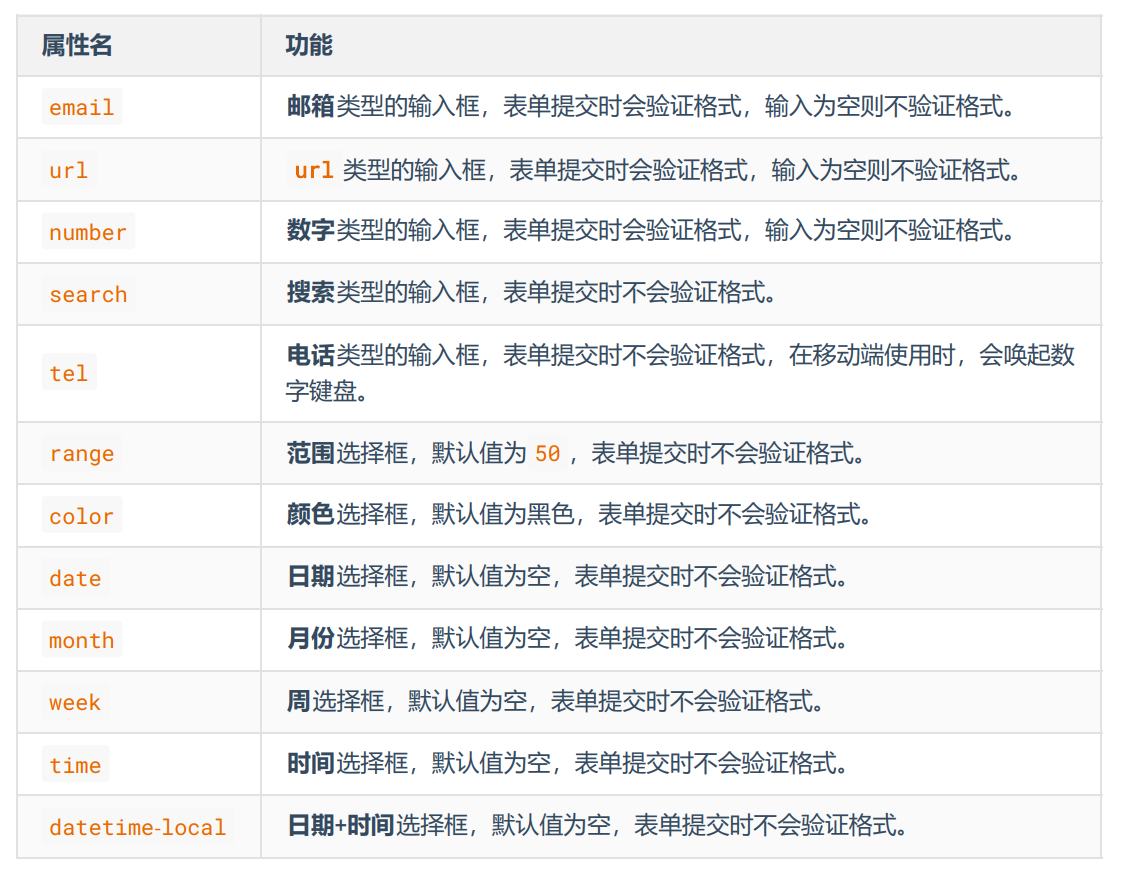 属性名 功能
email 邮箱类型的输入框，表单提交时会验证格式，输入为空则不验证格式。
url url 类型的输入框，表单提交时会验证格式，输入为空则不验证格式。
number 数字类型的输入框，表单提交时会验证格式，输入为空则不验证格式。
search 搜索类型的输入框，表单提交时不会验证格式。
tel 电话类型的输入框，表单提交时不会验证格式，在移动端使用时，会唤起数
字键盘。
range 范围选择框，默认值为 50 ，表单提交时不会验证格式。
color 颜色选择框，默认值为黑色，表单提交时不会验证格式。
date 日期选择框，默认值为空，表单提交时不会验证格式。
month 月份选择框，默认值为空，表单提交时不会验证格式。
week 周选择框，默认值为空，表单提交时不会验证格式。
time 时间选择框，默认值为空，表单提交时不会验证格式。
datetime-local 日期+时间选择框，默认值为空，表单提交时不会验证格式。